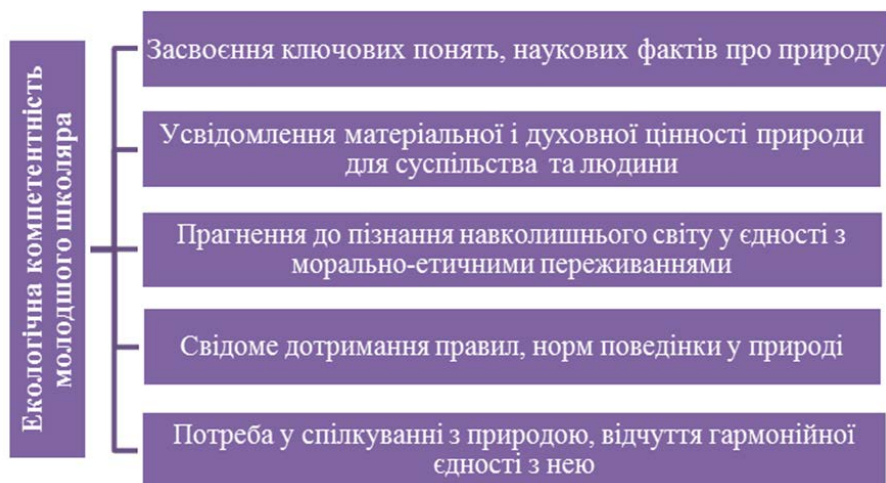 Екологічна компетентність
молодшого школяра
Засвоєння ключових понять, наукових фактів про природу
Усвідомлення матеріальної і духовної цінності природи
для суспільства та людини
Прагнення до пізнання навколишнього світу у єдності з
морально-етичними переживаннями
Свідоме дотримання правил, норм поведінки у природі
Потреба у спілкуванні з природою, відчуття гармонійної
єдності з нею